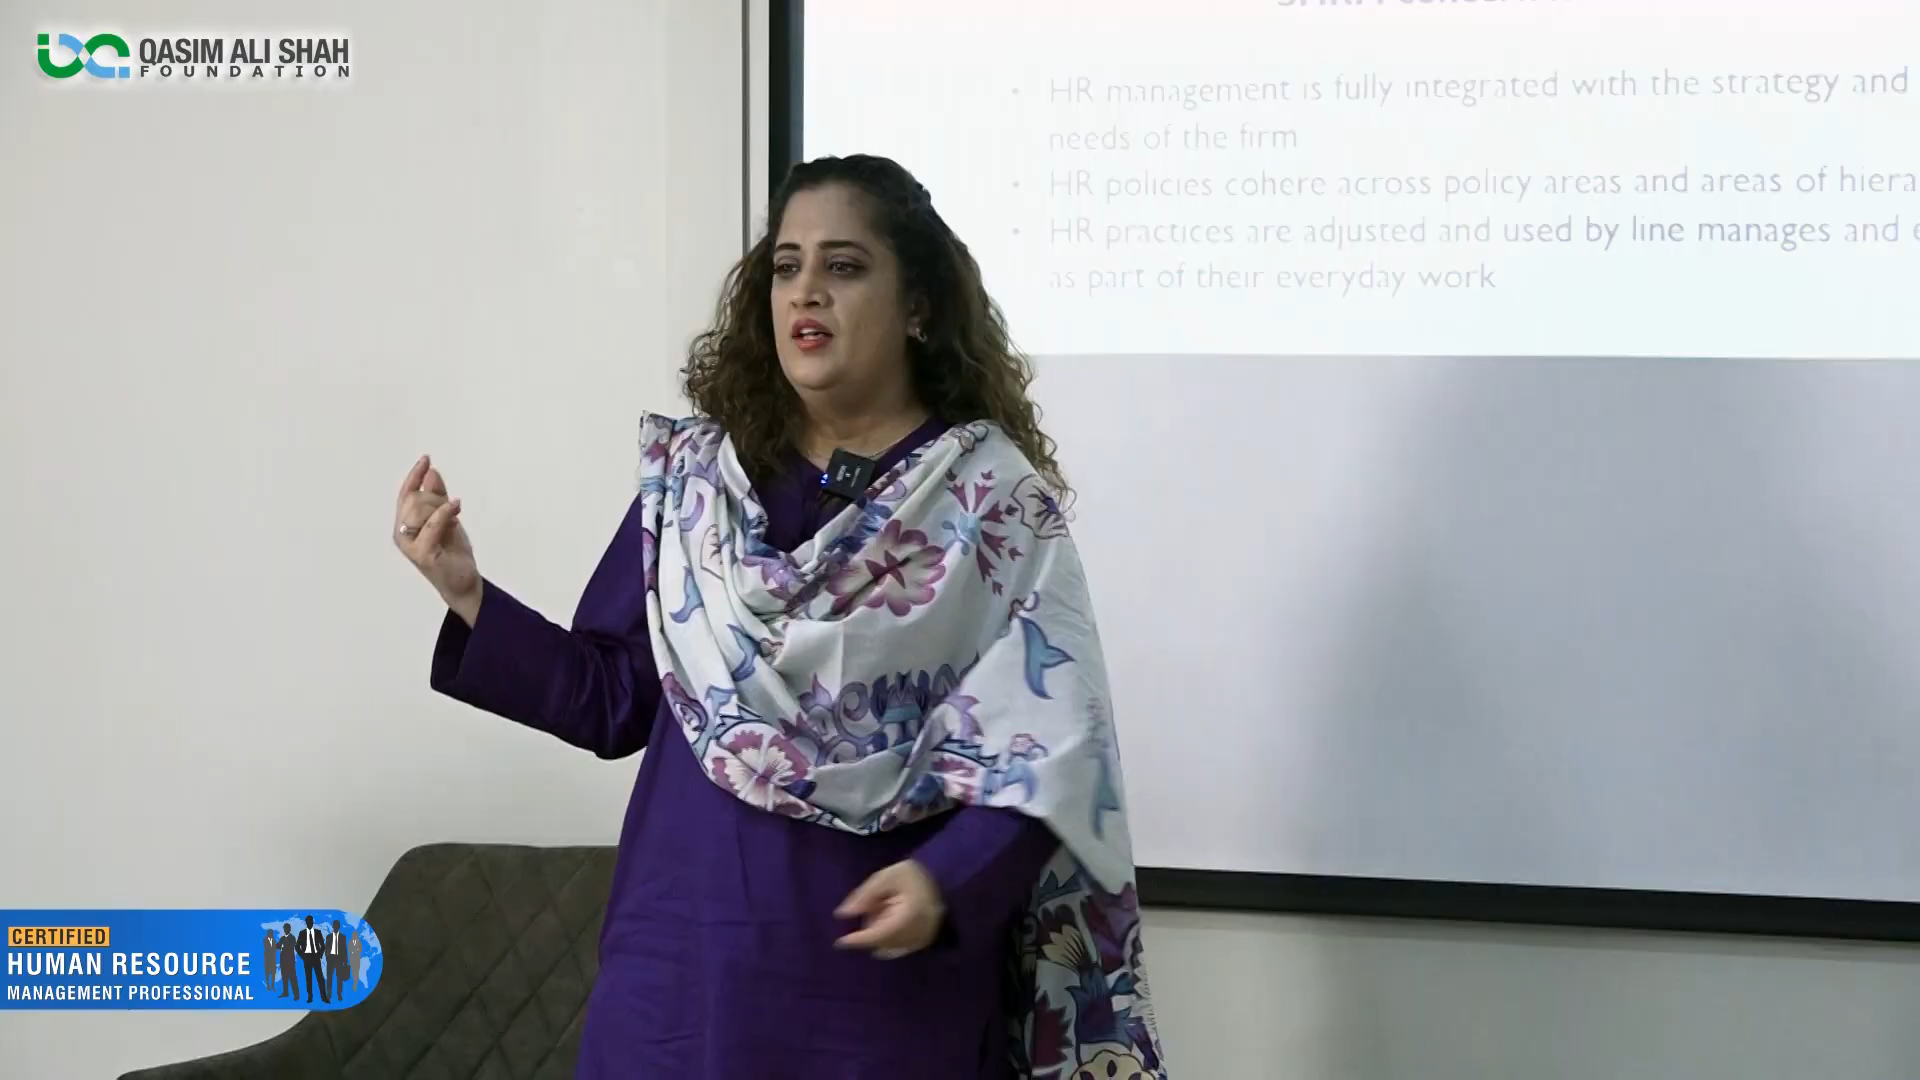 QASIM ALI SHAH
FOUNDATION
HR management is fully integrated with the strategy and
needs of the firm
HR policies cohere across policy areas and areas of
HR practices are adjusted and used by line manages and
as part of their everyday work
CERTIFIED
HUMAN RESOURCE
MANAGEMENT PROFESSIONAL